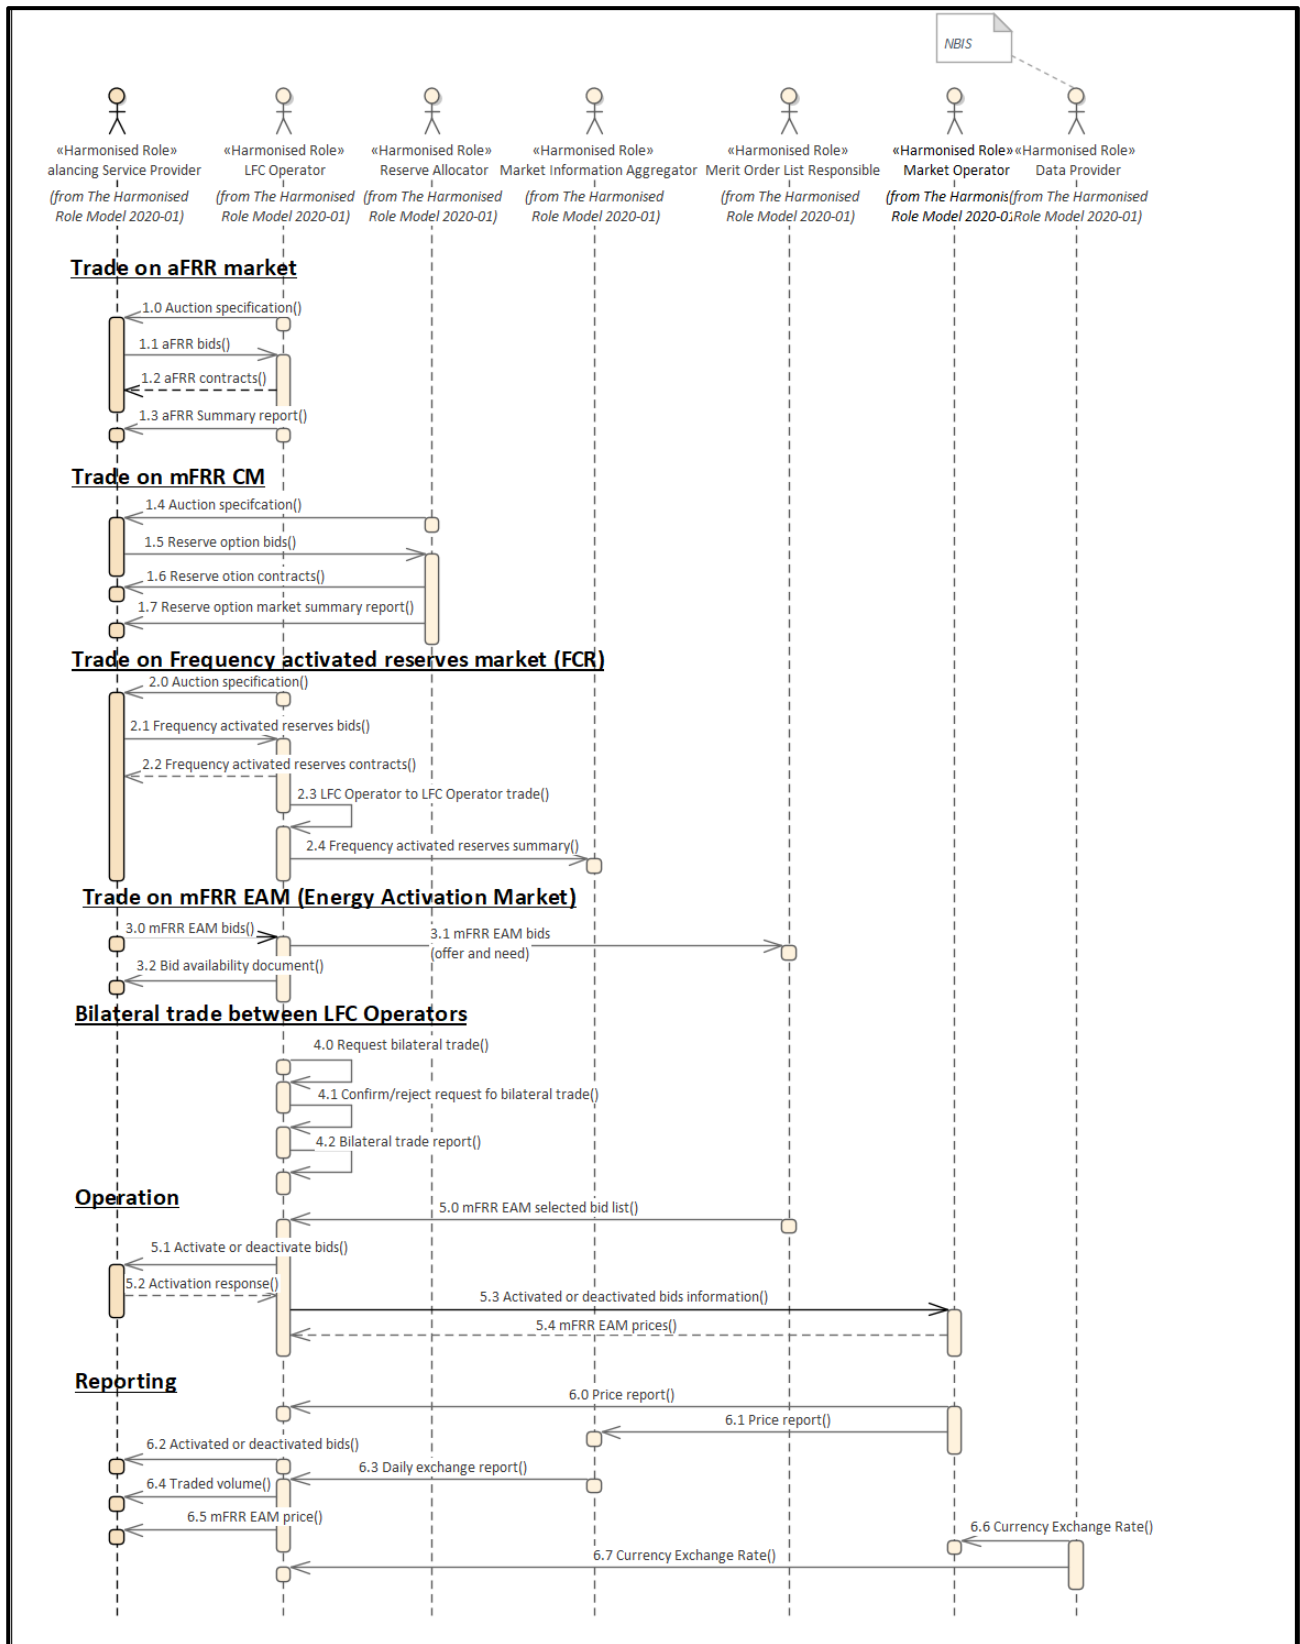 NBIS
«Harmonised Role» «Harmonised Role» «Harmonised Role» «Harmonised Role» «Harmonised Role» «Harmonised Role» «Harmonised Role»
alancing Service Provider LFC Operator Reserve Allocator Market Information Aggregator Merit Order List Responsible Market Operator Data Provider
(from The Harmonised (from The Harmonised (from The Harmonised (from The Harmonised (from The Harmonised (from The Harmonis (from The Harmonised
Role Model 2020-01) Role Model 2020-01) Role Model 2020-01) Role Model 2020-01) Role Model 2020-01) Role Model 2020-0 Role Model 2020-01)
Trade on aFRR market
1.0 Auction specification()
1.1 aFRR bids()
1.2 aFRR contracts()
1.3 aFRR Summary report()
Trade on mFRR CM
1.4 Auction specifcation()
1.5 Reserve option bids()
1.6 Reserve otion contracts()
1.7 Reserve option market summary report()
Trade on Frequency activated reserves market (FCR)
2.0 Auction specification()
2.1 Frequency activated reserves bids()
2.2 Frequency activated reserves contracts()
2.3 LFC Operator to LFC Operator trade()
2.4 Frequency activated reserves summary()
Trade on mFRR EAM (Energy Activation Market)
3.0 mFRR EAM bids()
3.1 mFRR EAM bids
(offer and need)
3.2 Bid availability document()
Bilateral trade between LFC Operators
4.0 Request bilateral trade()
4.1 Confirm/reject request fo bilateral trade()
4.2 Bilateral trade report()
Operation
5.0 mFRR EAM selected bid list()
5.1 Activate or deactivate bids()
5.2 Activation response()
5.3 Activated or deactivated bids information()
5.4 mFRR EAM prices()
Reporting
6.0 Price report()
6.1 Price report()
6.2 Activated or deactivated bids()
6.3 Daily exchange report()
6.4 Traded volume()
6.5 mFRR EAM price()
6.6 Currency Exchange Rate()
6.7 Currency Exchange Rate()